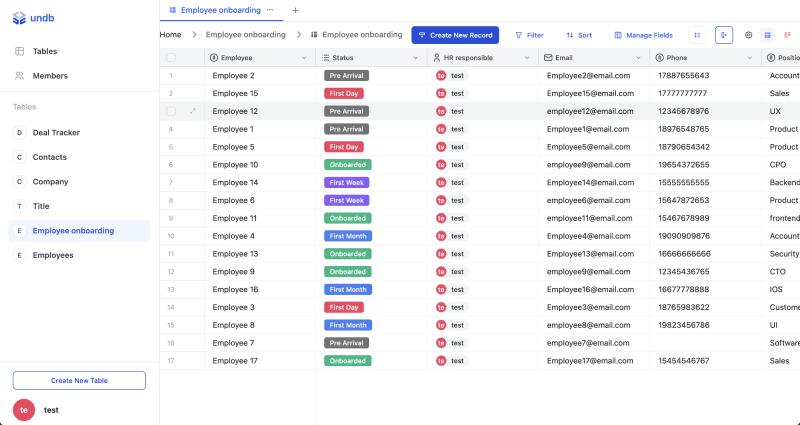 undb
Tables
Members
Tables
D Deal Tracker
C Contacts
C Company
T Title
E Employee onboarding
E Employees
Create New Table
te test
Employee onboarding ··· +
Home > Employee onboarding > Employee onboarding
Create New Record Filter Sort Manage Fields
Employee Status HR responsible Email Phone Positio
1 Employee 2 Pre Arrival te test Employee2@email.com 17887655643 Account
2 Employee 15 First Day te test Employee15@email.com 17777777777 Sales
Employee 12 Pre Arrival te test employee12@email.com 12345678976 UX
4 Employee 1 Pre Arrival te test Employee1@email.com 18976548765 Product
5 Employee 5 First Day te test Employee5@email.com 18790654342 Product
6 Employee 10 Onboarded te test employee9@email.com 19654372655 CPO
7 Employee 14 First Week te test Employee14@email.com 15555555555 Backend
8 Employee 6 First Week te test employee6@email.com 15647872653 Product
9 Employee 11 Onboarded te test employee11@email.com 15467678989 frontend
10 Employee 4 First Month te test Employee4@email.com 19090909876 Account
11 Employee 13 Onboarded te test Employee13@email.com 16666666666 Security
12 Employee 9 Onboarded te test employee9@email.com 12345436765 CTO
13 Employee 16 First Month te test Employee16@email.com 16677778888 IOS
14 Employee 3 First Day te test Employee3@email.com 18765983622 Custome
15 Employee 8 First Month te test employee8@email.com 19823456786 UI
16 Employee 7 Pre Arrival te test employee7@email.com Software
17 Employee 17 Onboarded te test Employee17@email.com 15454546767 Sales